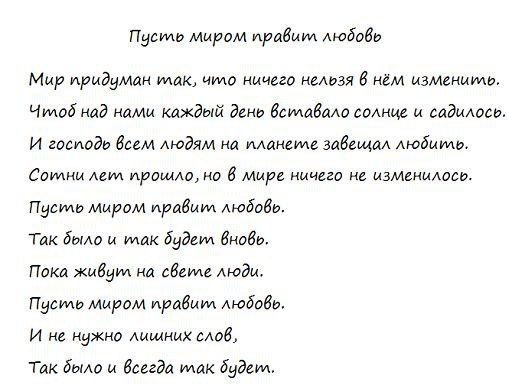 Пусть миром правит любовь
Мир придуман так, что ничего нельзя в нём изменить.
Чтоб над нами каждый день вставало солнце и садилось.
И господь всем людям на планете завещал любить.
Сотни лет прошло, но в мире ничего не изменилось.
Пусть миром правит любовь.
Так было и так будет вновь.
Пока живут на свете люди.
Пусть миром правит любовь.
И не нужно лишних слов,
Так было и всегда так будет.